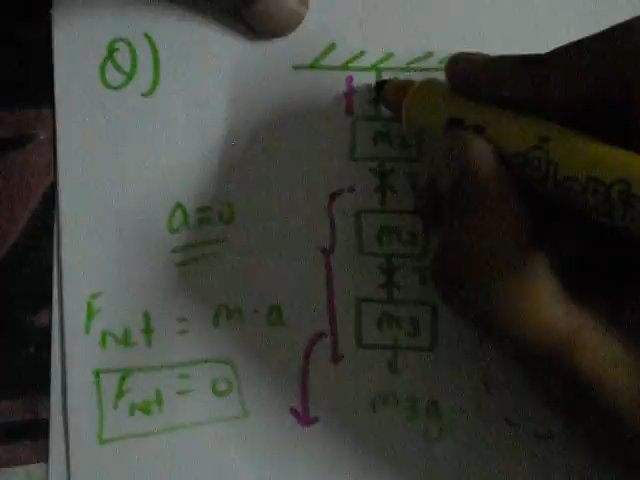 Q)
m1
a=0
m2
Fnet = m·a
m3
Fnet = 0
m3g